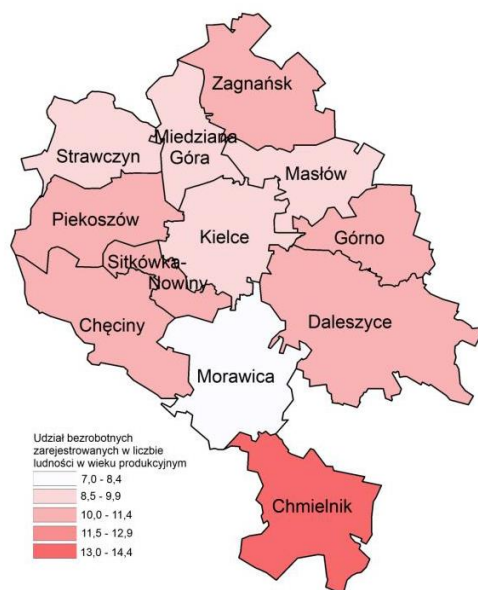 Zagnańsk
Miedziana
Góra
Strawczyn
Masłów
Piekoszów
Kielce
Górno
Sitkówka-
Nowiny
Chęciny
Daleszyce
Morawica
Udział bezrobotnych
zarejestrowanych w liczbie
ludności w wieku produkcyjnym
7,0 - 8,4
8,5 - 9,9
10,0 - 11,4
11,5 - 12,9
13,0 - 14,4
Chmielnik